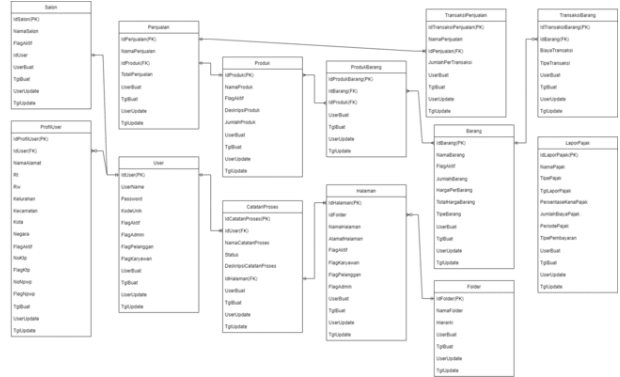 Salon
IdSalon(PK)
NamaSalon
FlagAktif
IdUser
UserBuat
TglBuat
UserUpdate
TglUpdate
Penjualan
IdPenjualan(PK)
NamaPenjualan
IdProduk(FK)
TotalPenjualan
UserBuat
TglBuat
UserUpdate
TglUpdate
Produk
IdProduk(PK)
NamaProduk
FlagAktif
DeskripsiProduk
JumlahProduk
UserBuat
TglBuat
UserUpdate
TglUpdate
ProdukBarang
IdProdukBarang(PK)
IdBarang(FK)
IdProduk(FK)
UserBuat
TglBuat
UserUpdate
TglUpdate
TransaksiPenjualan
IdTransaksiPenjualan(PK)
NamaPenjualan
IdPenjualan(FK)
JumlahPerTransaksi
UserBuat
TglBuat
UserUpdate
TglUpdate
TransaksiBarang
IdTransaksiBarang(PK)
IdBarang(FK)
BiayaTransaksi
TipeTransaksi
UserBuat
TglBuat
UserUpdate
TglUpdate
ProfilUser
IdProfilUser(PK)
IdUser(FK)
NamaAlamat
Rt
Rw
Kelurahan
Kecamatan
Kota
Negara
FlagAktif
NoKtp
FlagKtp
NoNpwp
FlagNpwp
TglBuat
UserUpdate
TglUpdate
User
IdUser(PK)
UserName
Password
KodeUnik
FlagAktif
FlagAdmin
FlagPelanggan
FlagKaryawan
UserBuat
TglBuat
UserUpdate
TglUpdate
CatatanProses
IdCatatanProses(PK)
IdUser(FK)
NamaCatatanProses
Status
DeskripsiCatatanProses
IdHalaman(FK)
UserBuat
TglBuat
UserUpdate
TglUpdate
Halaman
IdHalaman(PK)
IdFolder
NamaHalaman
AlamatHalaman
FlagAktif
FlagKaryawan
FlagPelanggan
FlagAdmin
UserBuat
TglBuat
UserUpdate
TglUpdate
Barang
IdBarang(PK)
NamaBarang
FlagAktif
JumlahBarang
HargaPerBarang
TotalHargaBarang
TipeBarang
UserBuat
TglBuat
UserUpdate
TglUpdate
LaporPajak
IdLaporPajak(PK)
NamaPajak
TipePajak
TglLaporPajak
PersentaseKenaPajak
JumlahBiayaPajak
PeriodePajak
TipePembayaran
UserBuat
TglBuat
UserUpdate
TglUpdate
Folder
IdFolder(PK)
NamaFolder
Hierarki
UserBuat
TglBuat
UserUpdate
TglUpdate